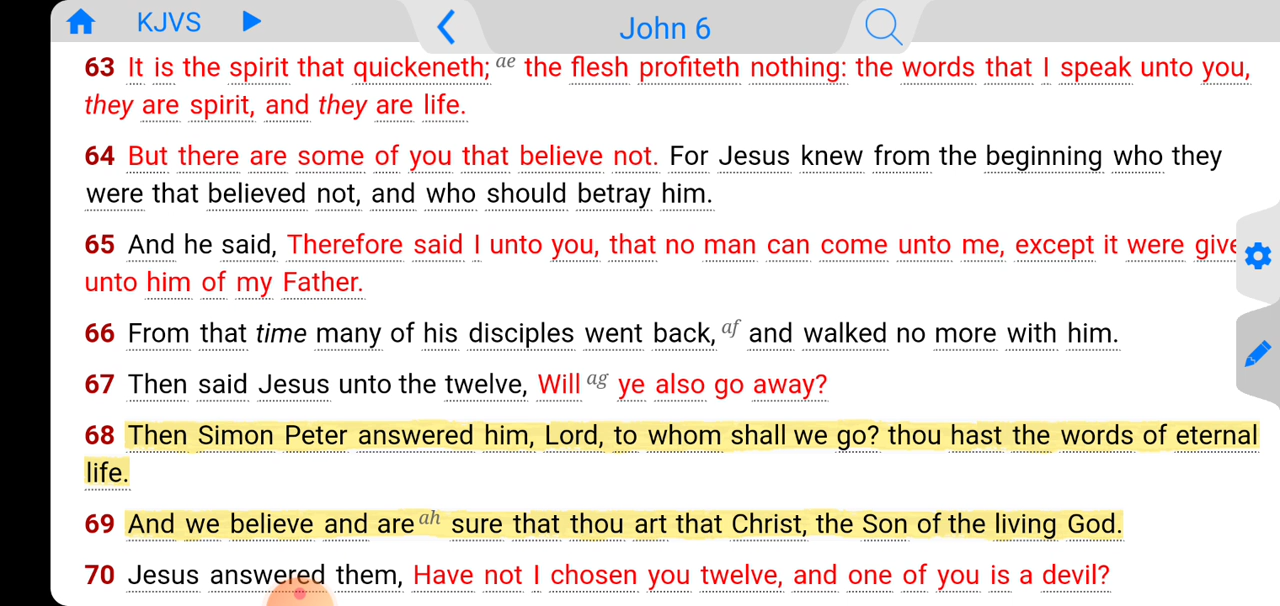 KJVS
John 6
63 It is the spirit that quickeneth; ae the flesh profiteth nothing: the words that I speak unto you,
they are spirit, and they are life.
64 But there are some of you that believe not. For Jesus knew from the beginning who they
were that believed not, and who should betray him.
65 And he said, Therefore said I unto you, that no man can come unto me, except it were give
unto him of my Father.
66 From that time many of his disciples went back, af and walked no more with him.
67 Then said Jesus unto the twelve, Will ag ye also go away?
68 Then Simon Peter answered him, Lord, to whom shall we go? thou hast the words of eternal
life.
69 And we believe and are ah sure that thou art that Christ, the Son of the living God.
70 Jesus answered them, Have not I chosen you twelve, and one of you is a devil?